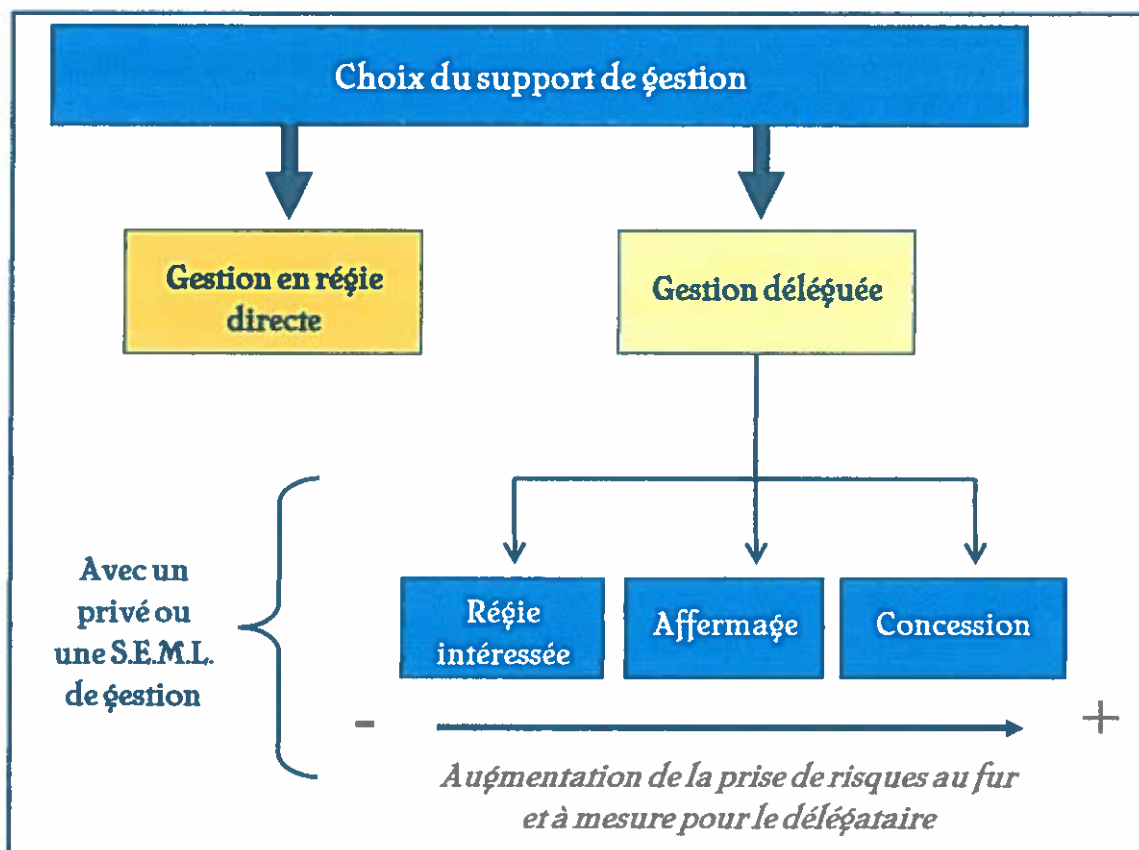 Choix du support de gestion
Gestion en régie
directe
Gestion déléguée
Avec un
privé ou
une S.E.M.L.
de gestion
Régie
intéressée
Affermage
Concession
- +
Augmentation de la prise de risques au fur
et à mesure pour le délégataire